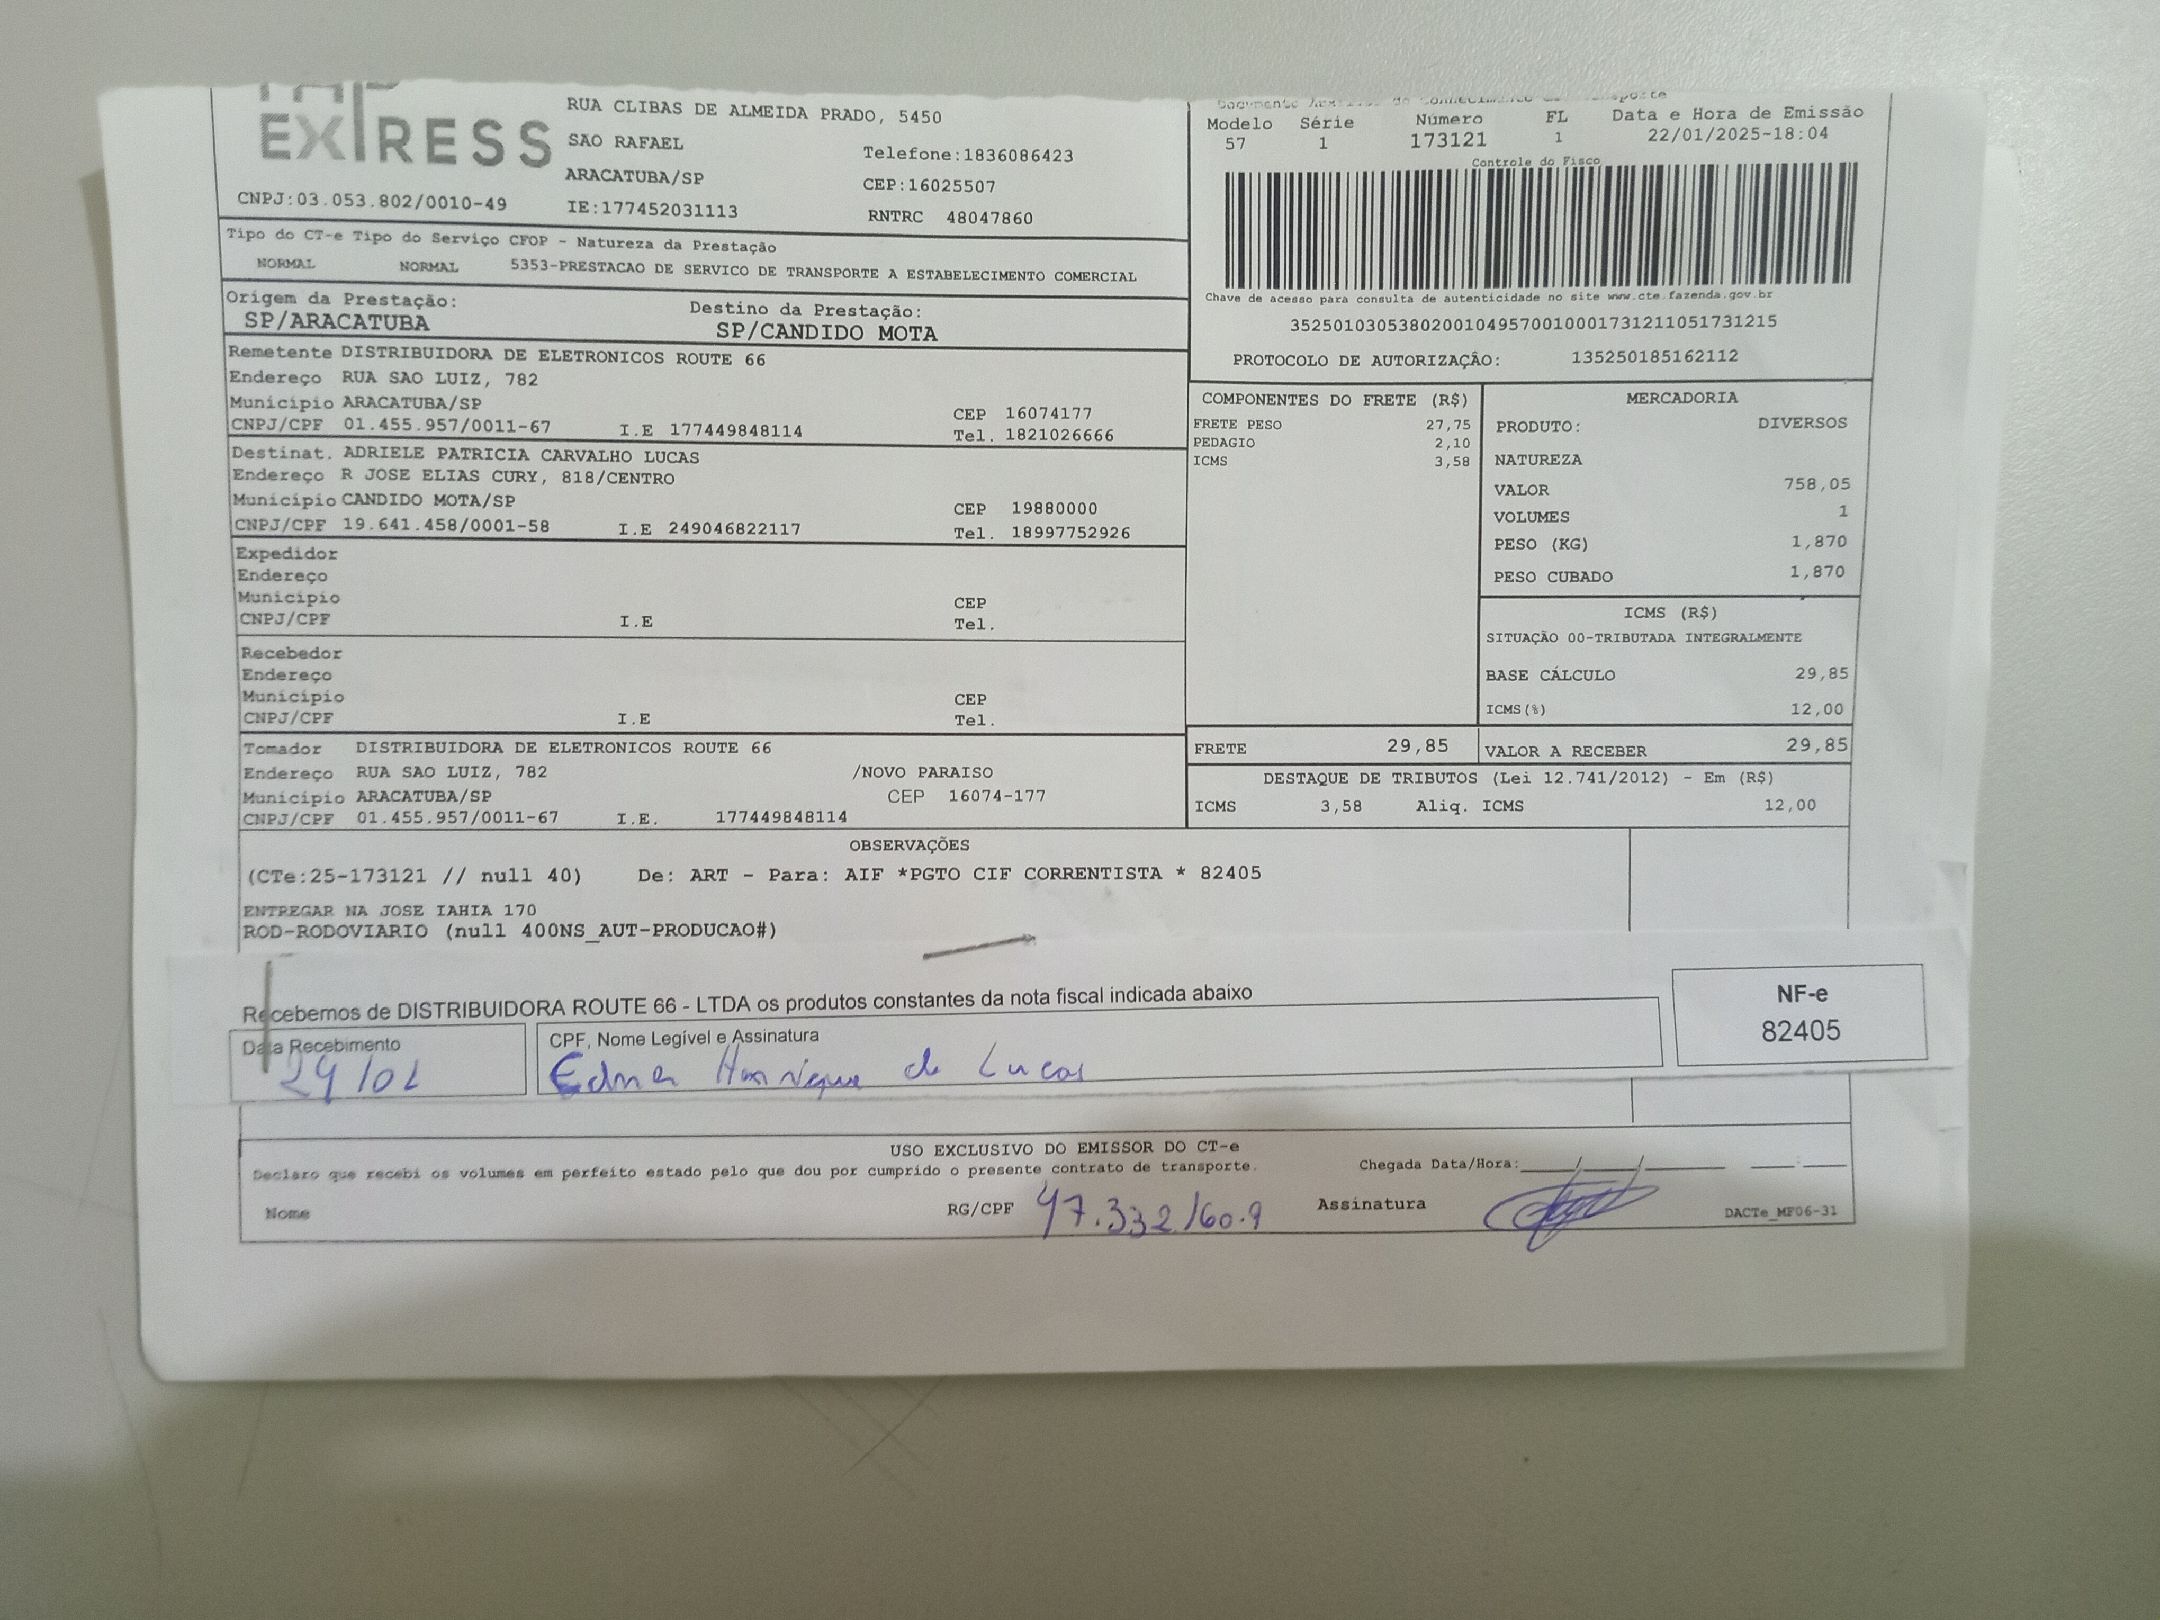 EXPRESS
RUA CLIBAS DE ALMEIDA PRADO, 5450
SAO RAFAEL
Telefone:1836086423
ARACATUBA/SP
CEP:16025507
CNPJ:03.053.802/0010-49
IE:177452031113
RNTRC 48047860
Modelo Série Número FL Data e Hora de Emissão
57 1 173121 1 22/01/2025-18:04
Controle do Fisco
Chave de acesso para consulta de autenticidade no site www.cte.fazenda.gov.br
35250103053802001049570010001731211051731215
PROTOCOLO DE AUTORIZAÇÃO: 135250185162112
Tipo do CT-e Tipo do Serviço CFOP - Natureza da Prestação
NORMAL NORMAL 5353-PRESTACAO DE SERVICO DE TRANSPORTE A ESTABELECIMENTO COMERCIAL
Origem da Prestação: Destino da Prestação:
SP/ARACATUBA SP/CANDIDO MOTA
Remetente DISTRIBUIDORA DE ELETRONICOS ROUTE 66
Endereço RUA SAO LUIZ, 782
Município ARACATUBA/SP CEP 16074177
CNPJ/CPF 01.455.957/0011-67 I.E 177449848114 Tel. 1821026666
Destinat. ADRIELE PATRICIA CARVALHO LUCAS
Endereço R JOSE ELIAS CURY, 818/CENTRO
Município CANDIDO MOTA/SP CEP 19880000
CNPJ/CPF 19.641.458/0001-58 I.E 249046822117 Tel. 18997752926
Expedidor
Endereço
Município CEP
CNPJ/CPF I.E Tel.
Recebedor
Endereço
Município CEP
CNPJ/CPF I.E Tel.
Tomador DISTRIBUIDORA DE ELETRONICOS ROUTE 66
Endereço RUA SAO LUIZ, 782 /NOVO PARAISO
Município ARACATUBA/SP CEP 16074-177
CNPJ/CPF 01.455.957/0011-67 I.E. 177449848114
COMPONENTES DO FRETE (R$)
FRETE PESO 27,75
PEDAGIO 2,10
ICMS 3,58
MERCADORIA
PRODUTO: DIVERSOS
NATUREZA
VALOR 758,05
VOLUMES 1
PESO (KG) 1,870
PESO CUBADO 1,870
ICMS (R$)
SITUAÇÃO 00-TRIBUTADA INTEGRALMENTE
BASE CÁLCULO 29,85
ICMS(%) 12,00
FRETE 29,85 VALOR A RECEBER 29,85
DESTAQUE DE TRIBUTOS (Lei 12.741/2012) - Em (R$)
ICMS 3,58 Aliq. ICMS 12,00
OBSERVAÇÕES
(CTe:25-173121 // null 40) De: ART - Para: AIF *PGTO CIF CORRENTISTA * 82405
ENTREGAR NA JOSE IAHIA 170
ROD-RODOVIARIO (null 400NS_AUT-PRODUCAO#)
Recebemos de DISTRIBUIDORA ROUTE 66 - LTDA os produtos constantes da nota fiscal indicada abaixo
NF-e
82405
Data Recebimento CPF, Nome Legível e Assinatura
24/01 Henrique de Lucas
USO EXCLUSIVO DO EMISSOR DO CT-e
Declaro que recebi os volumes em perfeito estado pelo que dou por cumprido o presente contrato de transporte. Chegada Data/Hora:____/____/____ __:__
Nome RG/CPF 47.332.160.9 Assinatura DACTe_MF06-31